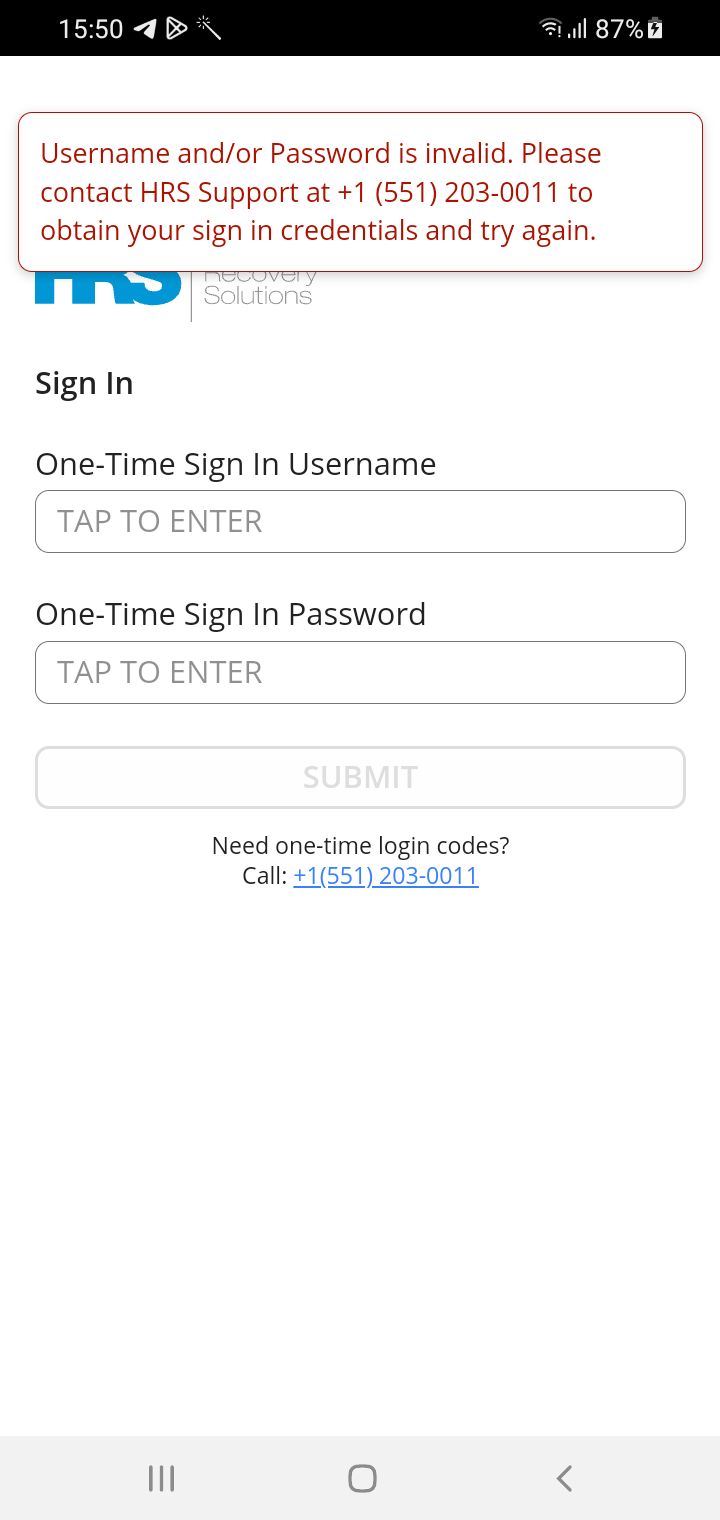 15:50
87%
Username and/or Password is invalid. Please
contact HRS Support at +1 (551) 203-0011 to
obtain your sign in credentials and try again.
HRS
Recovery
Solutions
Sign In
One-Time Sign In Username
TAP TO ENTER
One-Time Sign In Password
TAP TO ENTER
SUBMIT
Need one-time login codes?
Call: +1(551) 203-0011